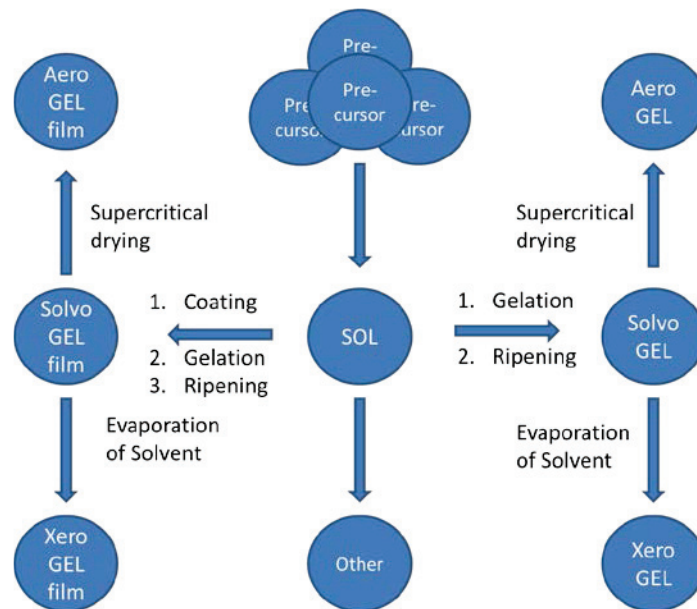 Aero
GEL
film
Pre-
Pre-
cursor
Pre-
cursor
Pre-
cursor
Aero
GEL
Supercritical
drying
Supercritical
drying
Solvo
GEL
film
1. Coating
2. Gelation
3. Ripening
SOL
1. Gelation
2. Ripening
Solvo
GEL
Evaporation
of Solvent
Evaporation
of Solvent
Xero
GEL
film
Other
Xero
GEL